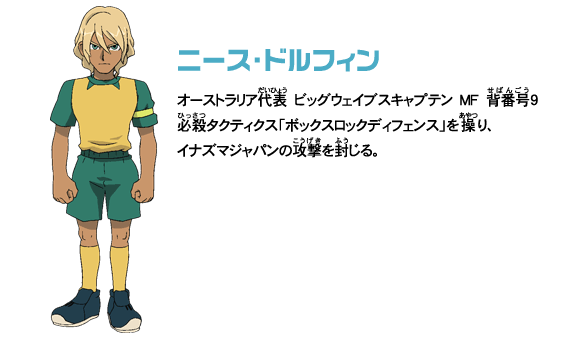 ニース・ドルフィン
オーストラリア代表 ビッグウェイブスキャプテン MF 背番号9
必殺タクティクス「ボックスロックディフェンス」を操り、
イナズマジャパンの攻撃を封じる。